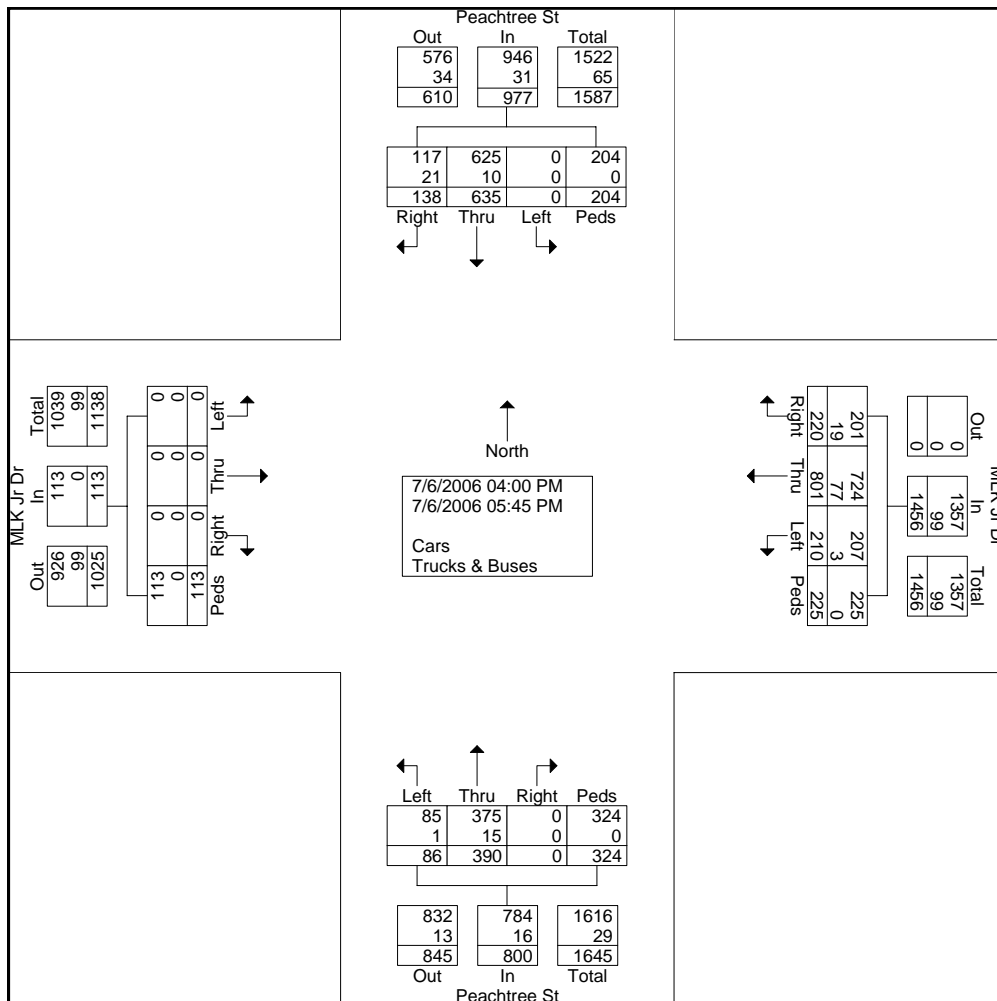 Peachtree St
Out In Total
576 946 1522
34 31 65
610 977 1587
117 625 0 204
21 10 0 0
138 635 0 204
Right Thru Left Peds
MLK Jr Dr
Total In Out
1039 113 926
99 0 99
1138 113 1025
0 0 0 113
0 0 0 0
0 0 0 113
Left Thru Right Peds
North
7/6/2006 04:00 PM
7/6/2006 05:45 PM
Cars
Trucks & Buses
Right Thru Left Peds
201 724 207 225
19 77 3 0
220 801 210 225
Out In Total
0 1357 1357
0 99 99
0 1456 1456
MLK Jr Dr
Left Thru Right Peds
85 375 0 324
1 15 0 0
86 390 0 324
832 784 1616
13 16 29
845 800 1645
Out In Total
Peachtree St